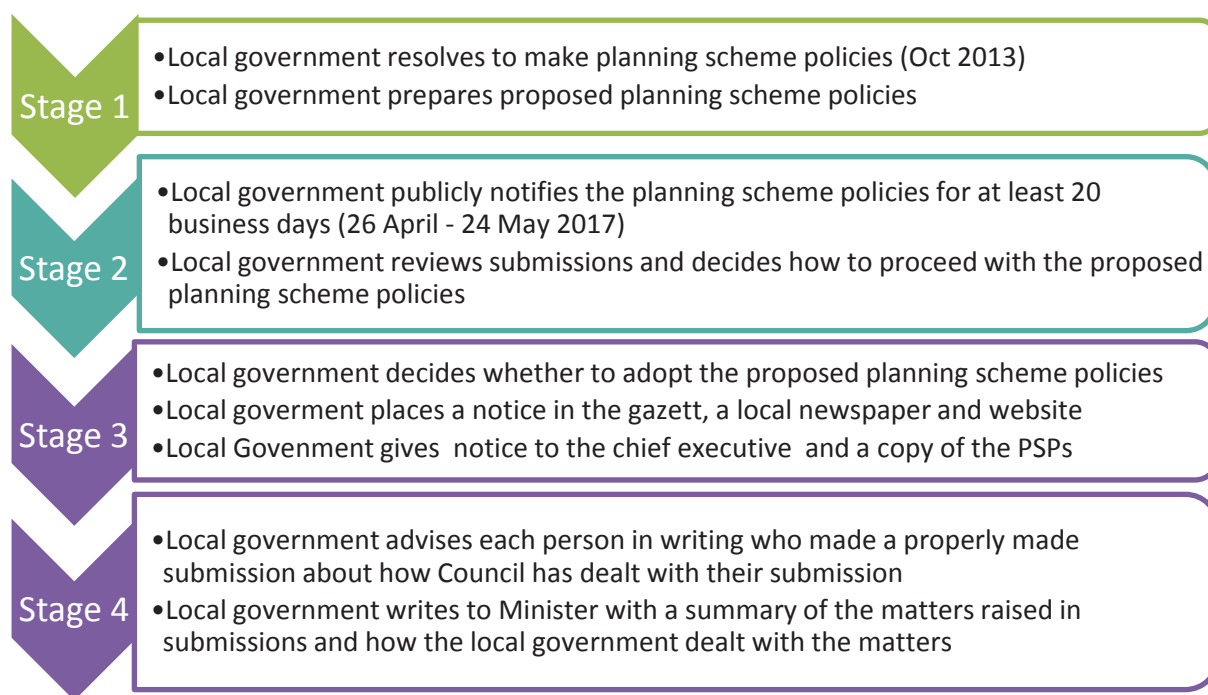 Stage 1
•Local government resolves to make planning scheme policies (Oct 2013)
•Local government prepares proposed planning scheme policies
Stage 2
•Local government publicly notifies the planning scheme policies for at least 20
business days (26 April - 24 May 2017)
•Local government reviews submissions and decides how to proceed with the proposed
planning scheme policies
Stage 3
•Local government decides whether to adopt the proposed planning scheme policies
•Local goverment places a notice in the gazett, a local newspaper and website
•Local Govenment gives notice to the chief executive and a copy of the PSPs
Stage 4
•Local government advises each person in writing who made a properly made
submission about how Council has dealt with their submission
•Local government writes to Minister with a summary of the matters raised in
submissions and how the local government dealt with the matters